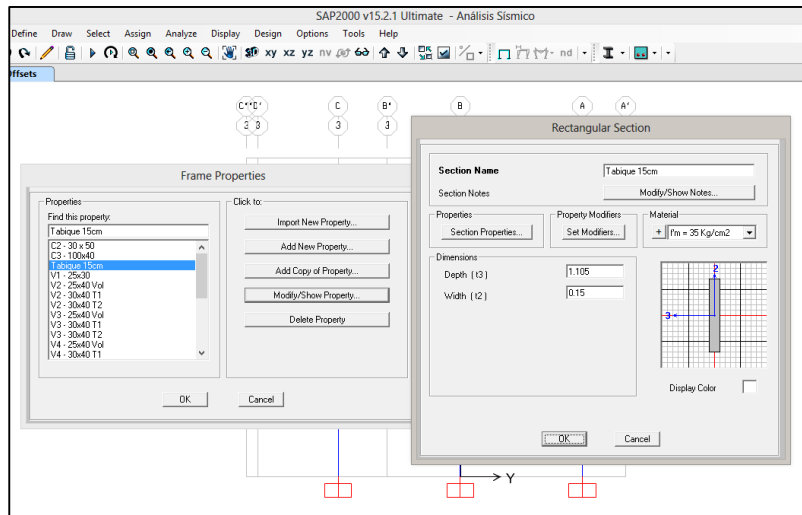 SAP2000 v15.2.1 Ultimate - Análisis Sísmico
Define Draw Select Assign Analyze Display Design Options Tools Help
xy xz yz nv nd
Offsets
C' C B' B A A'
3 3 3 3
Frame Properties
Properties
Find this property:
Tabique 15cm
C2 - 30 x 50
C3 - 100x40
Tabique 15cm
V1 - 25x30
V2 - 25x40 Vol
V2 - 30x40 T1
V2 - 30x40 T2
V3 - 25x40 Vol
V3 - 30x40 T1
V3 - 30x40 T2
V4 - 25x40 Vol
V4 - 30x40 T1
Click to:
Import New Property...
Add New Property...
Add Copy of Property...
Modify/Show Property...
Delete Property
OK Cancel
Rectangular Section
Section Name Tabique 15cm
Section Notes Modify/Show Notes...
Properties Property Modifiers Material
Section Properties... Set Modifiers... + f'm = 35 Kg/cm2
Dimensions
Depth ( t3 ) 1.105
Width ( t2 ) 0.15
2
3
Display Color
OK Cancel
Y